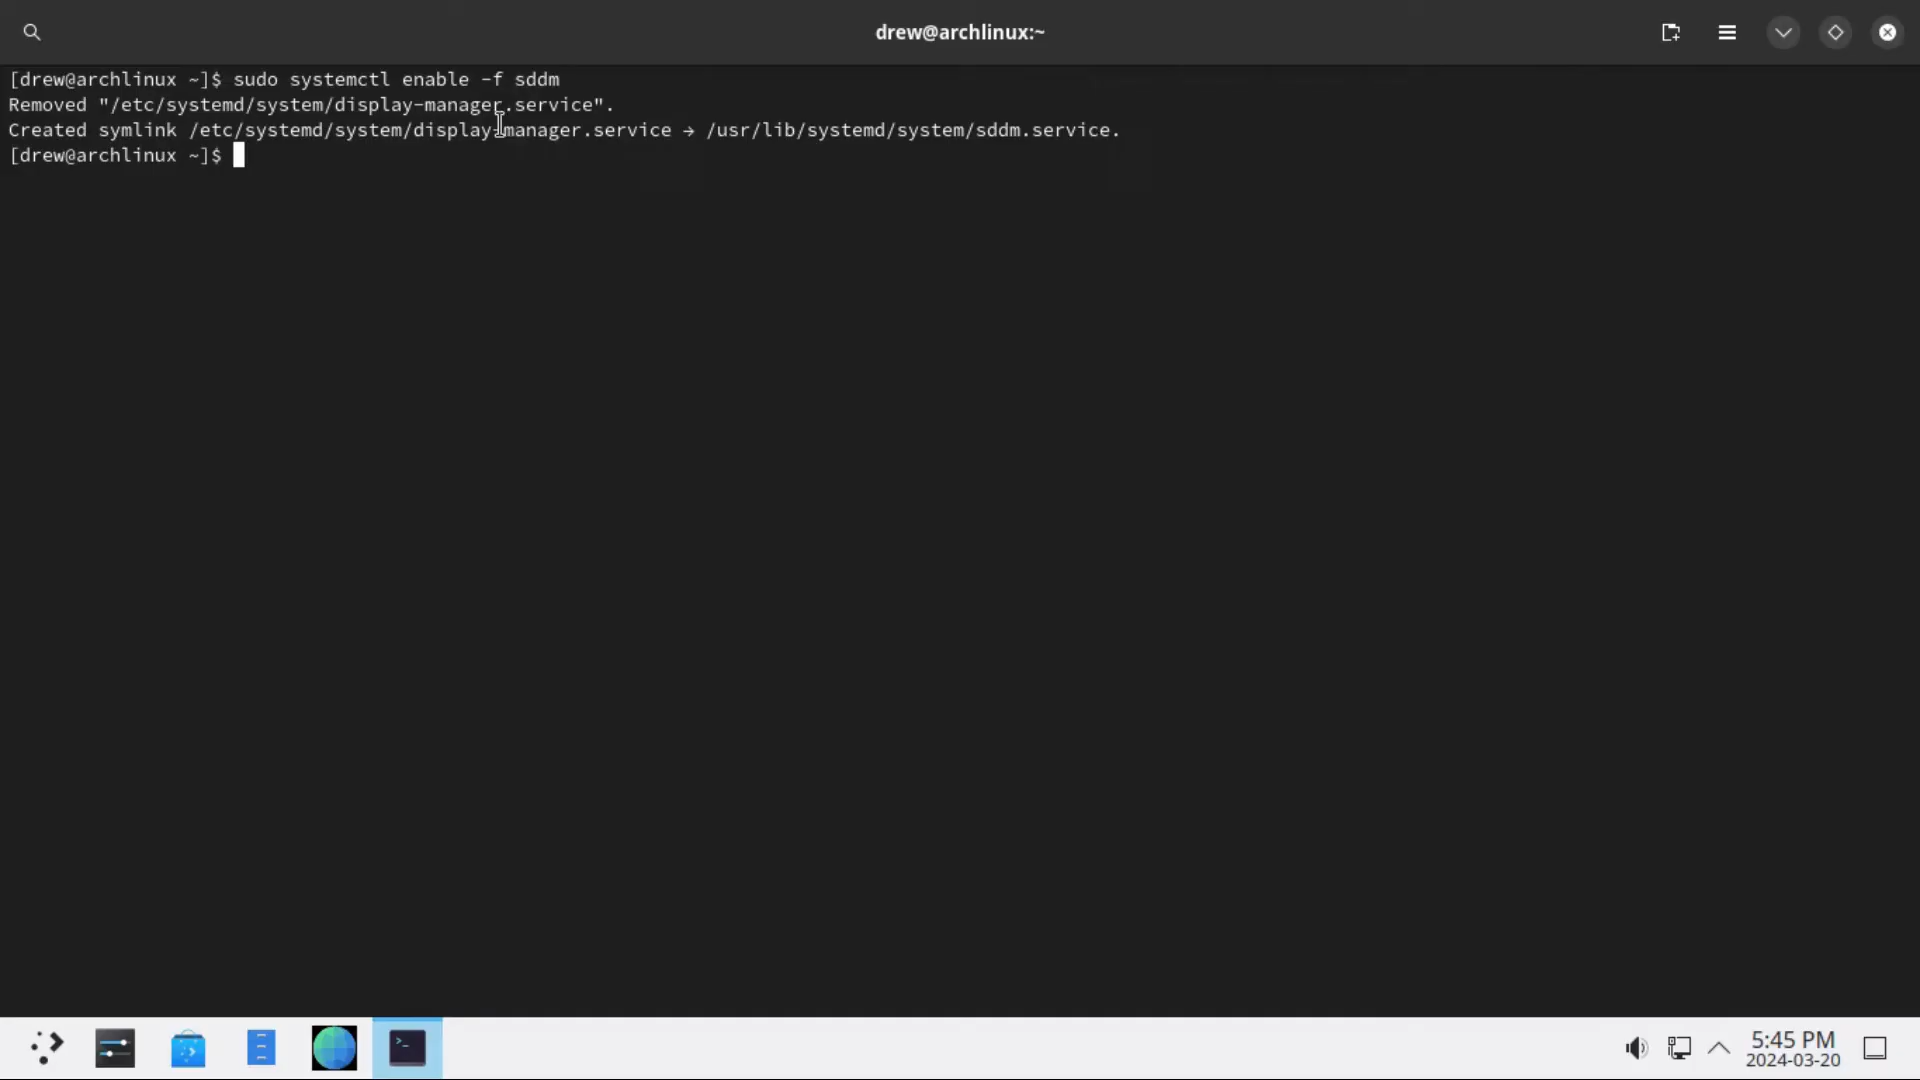 drew@archlinux:~
[drew@archlinux ~]$ sudo systemctl enable -f sddm
Removed "/etc/systemd/system/display-manager.service".
Created symlink /etc/systemd/system/display-manager.service → /usr/lib/systemd/system/sddm.service.
[drew@archlinux ~]$
5:45 PM
2024-03-20